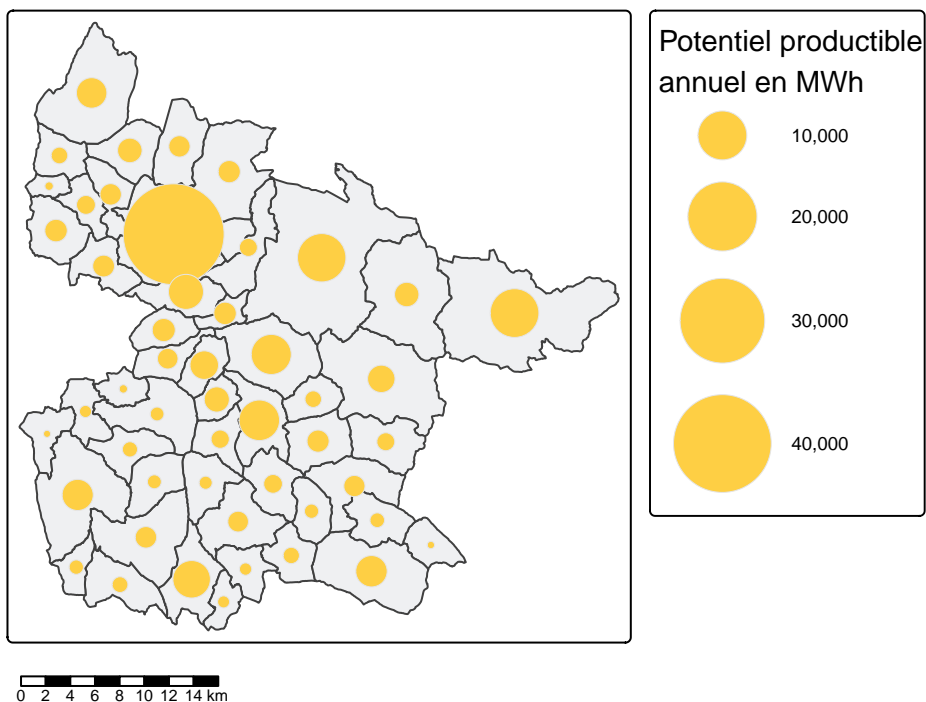 Potentiel productible
annuel en MWh
10,000
20,000
30,000
40,000
0 2 4 6 8 10 12 14 km